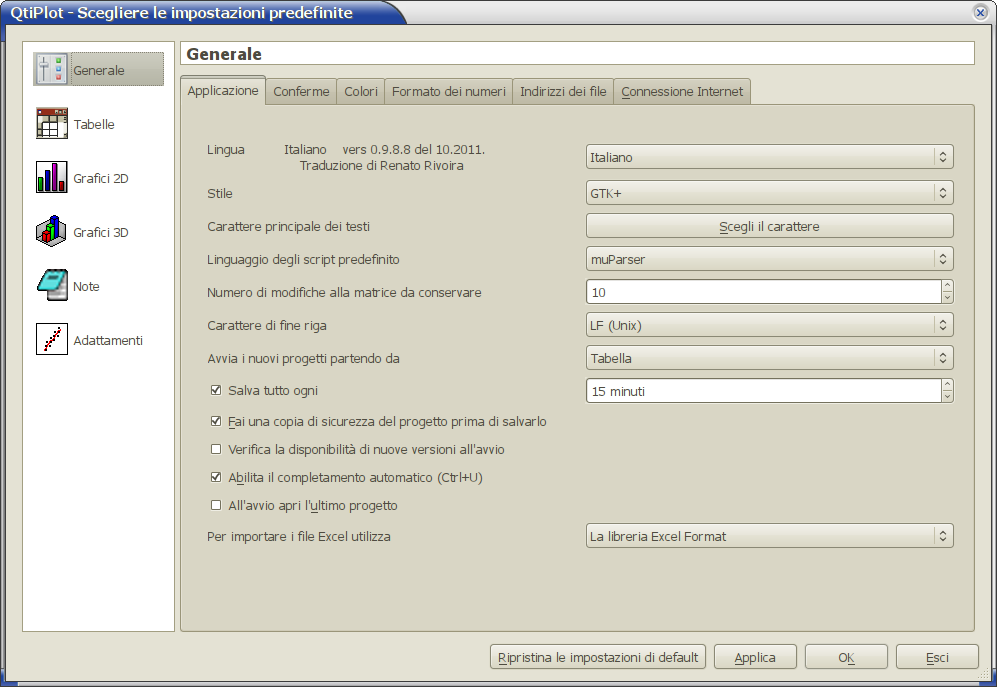 QtiPlot - Scegliere le impostazioni predefinite
Generale
Tabelle
Grafici 2D
Grafici 3D
Note
Adattamenti
Generale
Applicazione Conferme Colori Formato dei numeri Indirizzi dei file Connessione Internet
Lingua Italiano vers 0.9.8.8 del 10.2011. Italiano
Traduzione di Renato Rivoira
Stile GTK+
Carattere principale dei testi Scegli il carattere
Linguaggio degli script predefinito muParser
Numero di modifiche alla matrice da conservare 10
Carattere di fine riga LF (Unix)
Avvia i nuovi progetti partendo da Tabella
Salva tutto ogni 15 minuti
Fai una copia di sicurezza del progetto prima di salvarlo
Verifica la disponibilità di nuove versioni all'avvio
Abilita il completamento automatico (Ctrl+U)
All'avvio apri l'ultimo progetto
Per importare i file Excel utilizza La libreria Excel Format
Ripristina le impostazioni di default Applica OK Esci